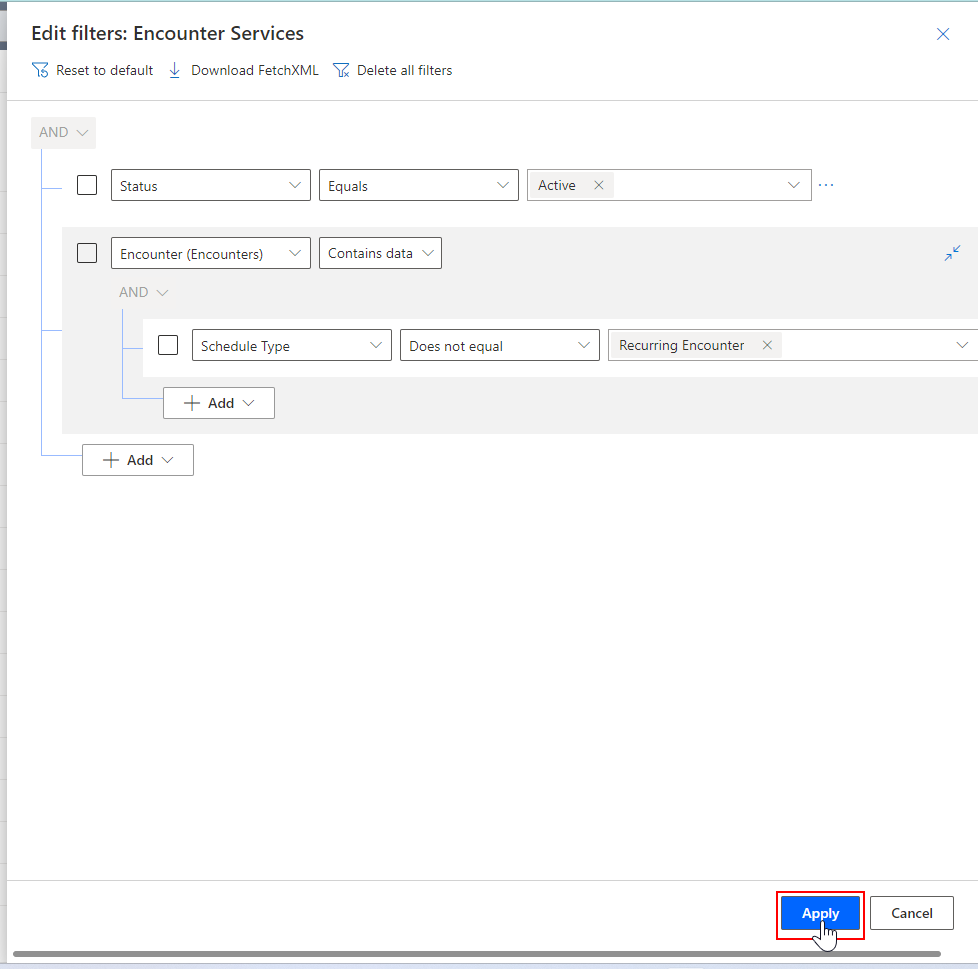 Edit filters: Encounter Services
Reset to default Download FetchXML Delete all filters
AND
Status Equals Active
Encounter (Encounters) Contains data
AND
Schedule Type Does not equal Recurring Encounter
Add
Add
Apply Cancel